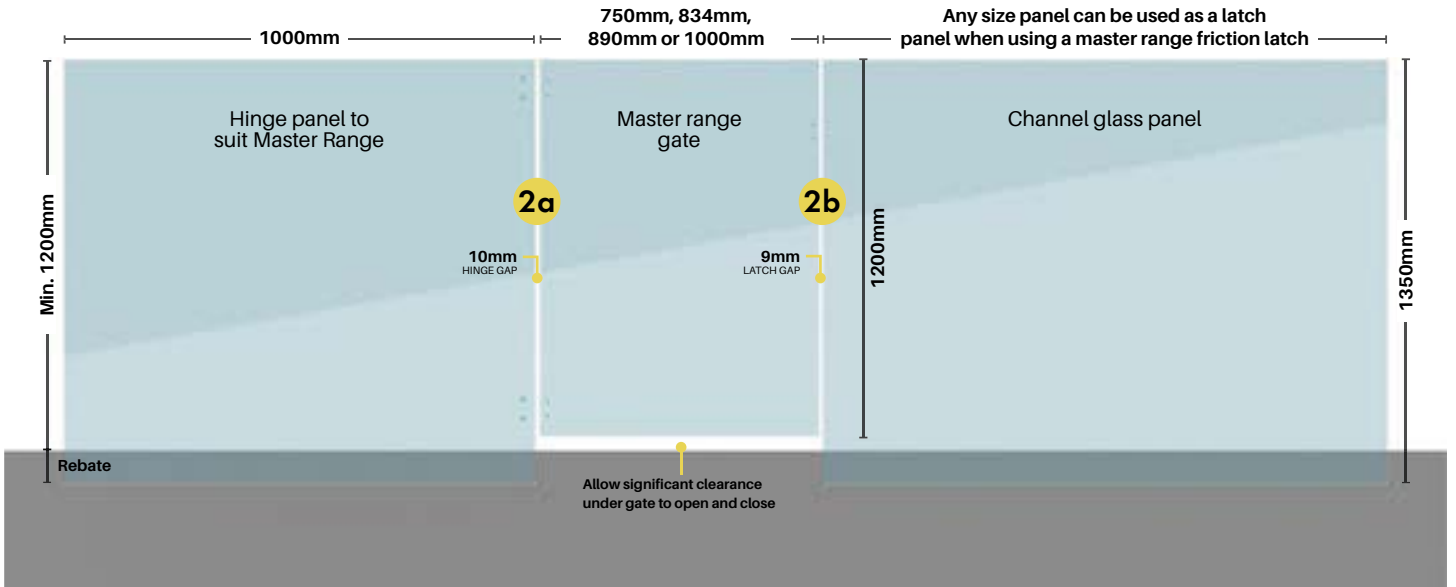 750mm, 834mm,
890mm or 1000mm
Any size panel can be used as a latch
panel when using a master range friction latch
1000mm
Hinge panel to
suit Master Range
Master range
gate
Channel glass panel
Min. 1200mm
2a
2b
1200mm
1350mm
10mm
HINGE GAP
9mm
LATCH GAP
Rebate
Allow significant clearance
under gate to open and close